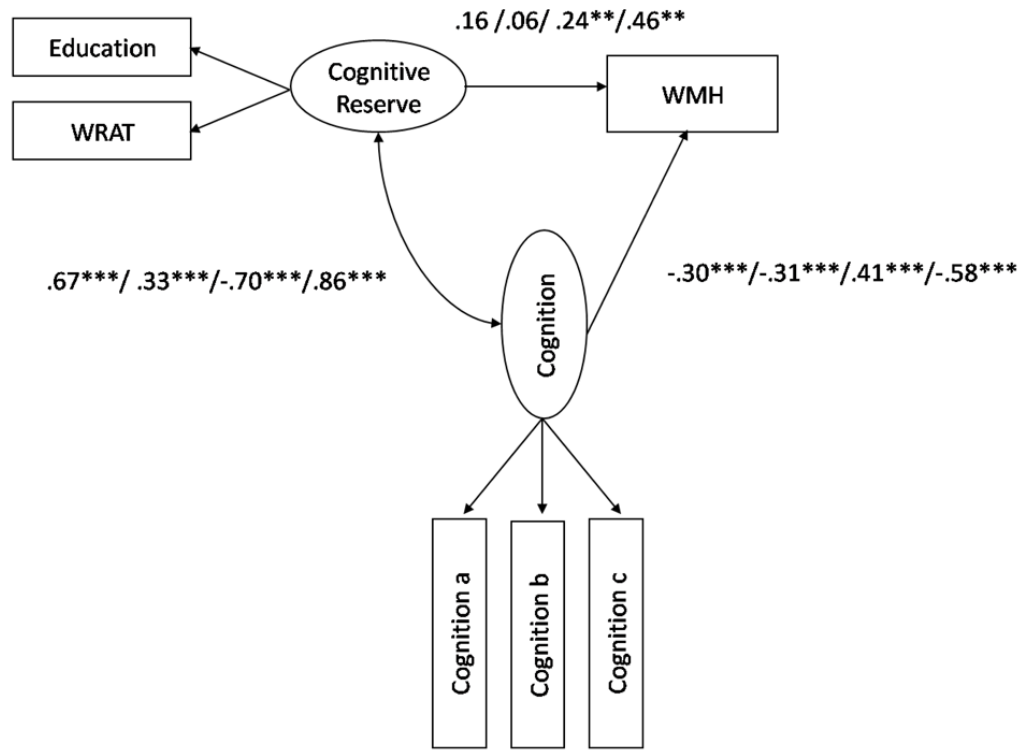 .16 /.06/ .24**/.46**
Education
Cognitive
Reserve
WMH
WRAT
.67***/ .33***/-.70***/.86***
-.30***/-.31***/.41***/-.58***
Cognition
Cognition a
Cognition b
Cognition c